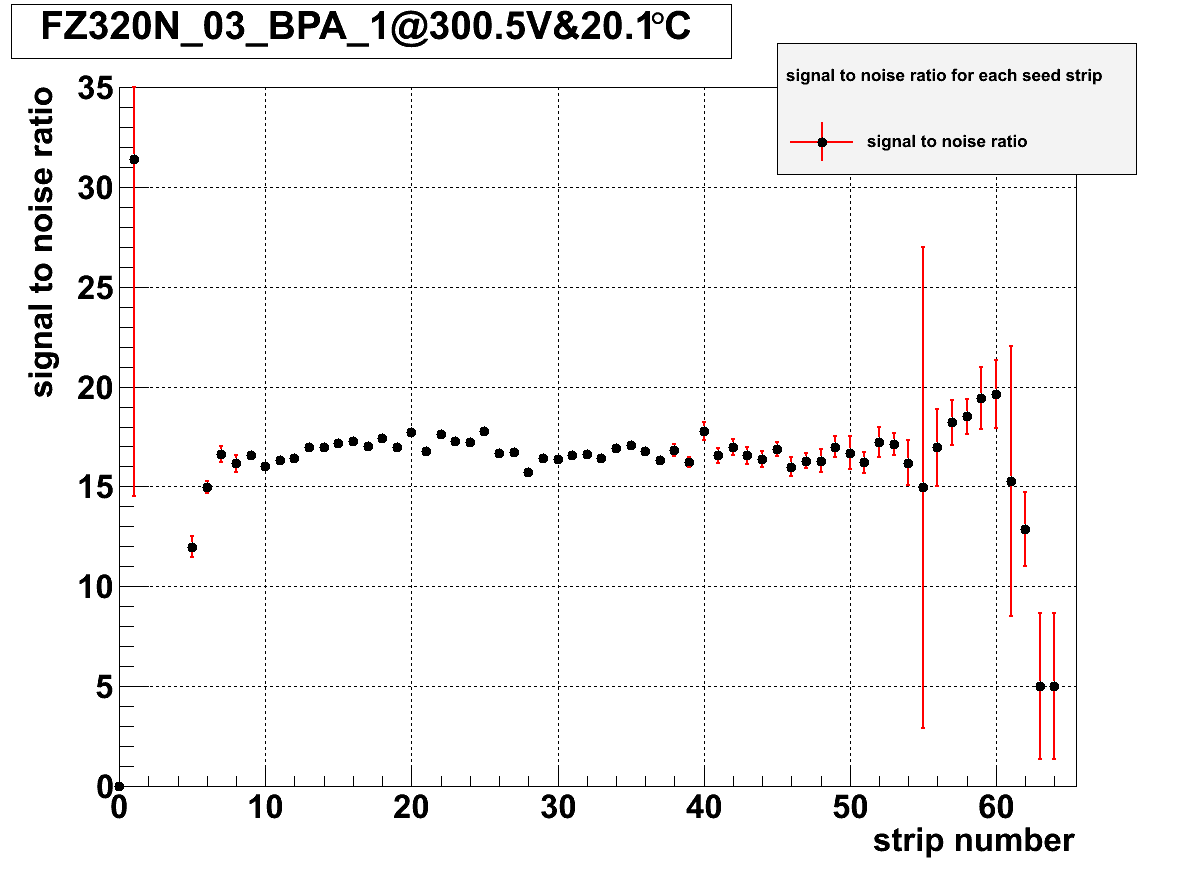 FZ320N_03_BPA_1@300.5V&20.1°C
signal to noise ratio for each seed strip
signal to noise ratio
signal to noise ratio
35
30
25
20
15
10
5
0
0 10 20 30 40 50 60
strip number